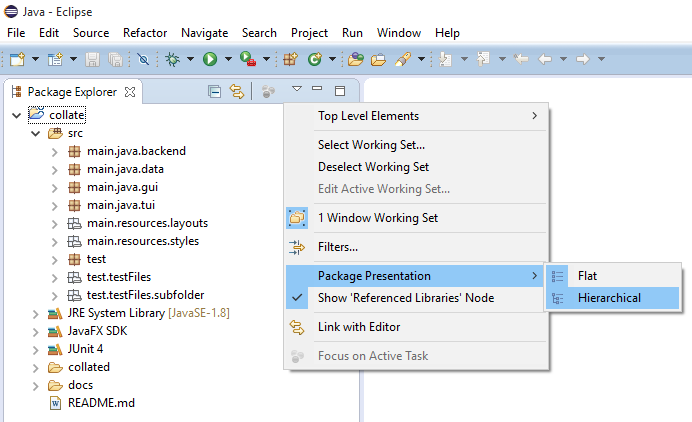 Java - Eclipse
File Edit Source Refactor Navigate Search Project Run Window Help
Package Explorer
collate
src
main.java.backend
main.java.data
main.java.gui
main.java.tui
main.resources.layouts
main.resources.styles
test
test.testFiles
test.testFiles.subfolder
JRE System Library [JavaSE-1.8]
JavaFX SDK
JUnit 4
collated
docs
README.md
Top Level Elements
Select Working Set...
Deselect Working Set
Edit Active Working Set...
1 Window Working Set
Filters...
Package Presentation
Show 'Referenced Libraries' Node
Link with Editor
Focus on Active Task
Flat
Hierarchical